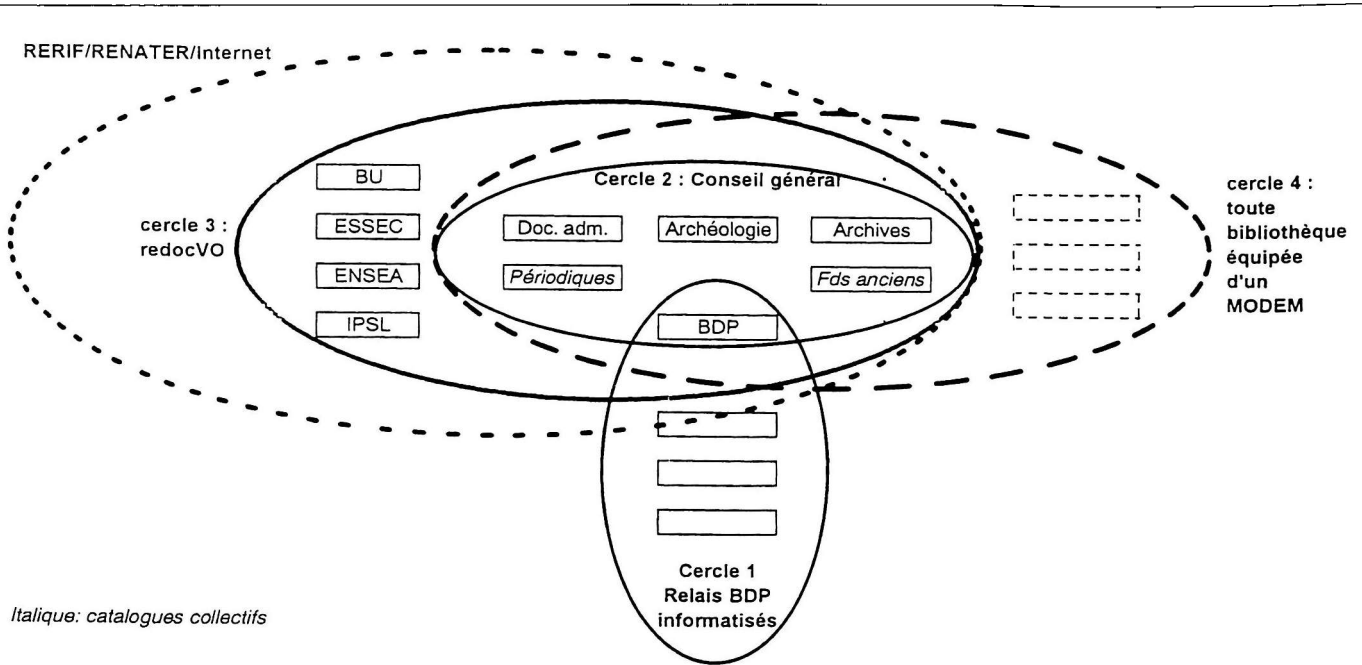 RERIF/RENATER/Internet
BU
ESSEC
ENSEA
IPSL
cercle 3 :
redocVO
Cercle 2 : Conseil général
Doc. adm.
Archéologie
Archives
Périodiques
Fds anciens
BDP
cercle 4 :
toute
bibliothèque
équipée
d'un
MODEM
Cercle 1
Relais BDP
informatisés
Italique: catalogues collectifs